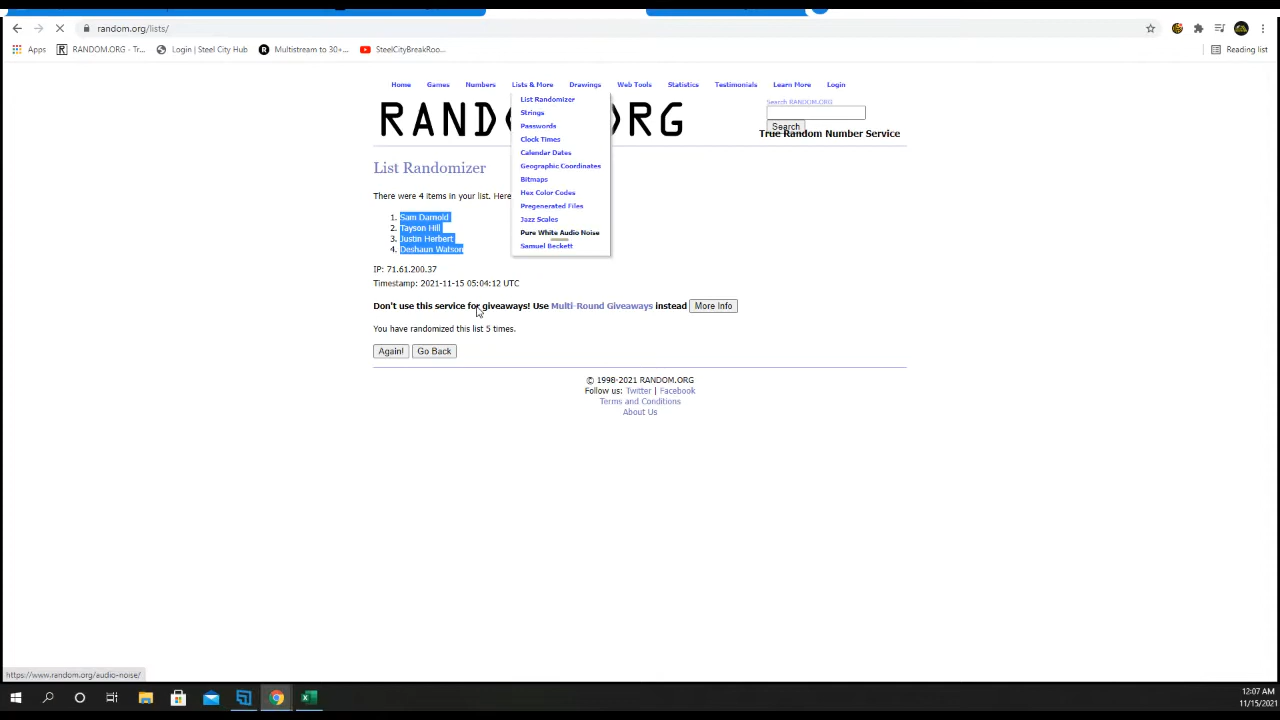 random.org/lists/
Apps RANDOM.ORG - Tr... Login | Steel City Hub Multistream to 30+... SteelCityBreakRoo... Reading list
Home Games Numbers Lists & More Drawings Web Tools Statistics Testimonials Learn More Login
List Randomizer
Strings
Passwords
Clock Times
Calendar Dates
Geographic Coordinates
Bitmaps
Hex Color Codes
Pregenerated Files
Jazz Scales
Pure White Audio Noise
Samuel Beckett
Search RANDOM.ORG
Search
True Random Number Service
List Randomizer
There were 4 items in your list. Here
1. Sam Darnold
2. Tayson Hill
3. Justin Herbert
4. Deshaun Watson
IP: 71.61.200.37
Timestamp: 2021-11-15 05:04:12 UTC
Don't use this service for giveaways! Use Multi-Round Giveaways instead More Info
You have randomized this list 5 times.
Again! Go Back
© 1998-2021 RANDOM.ORG
Follow us: Twitter | Facebook
Terms and Conditions
About Us
https://www.random.org/audio-noise/
12:07 AM
11/15/2021